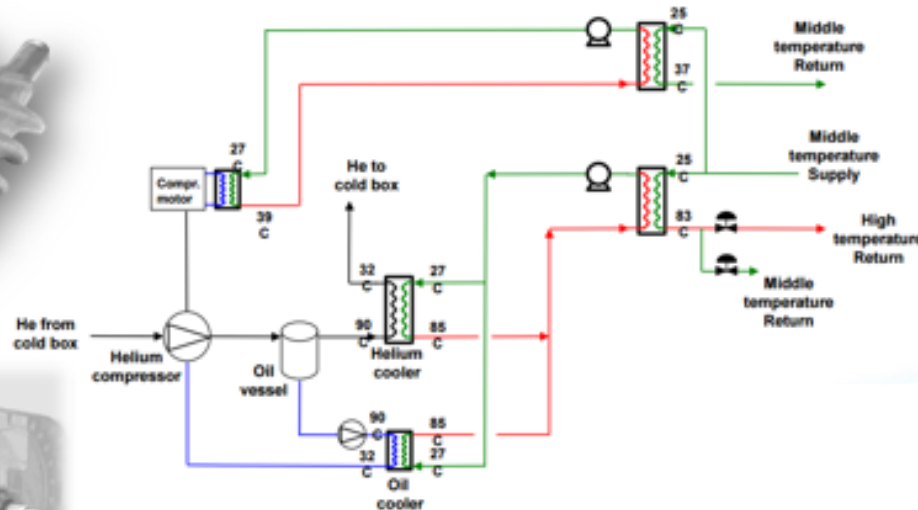 25
C
Middle
temperature
Return
37
C
27
C
Compr.
motor
He to
cold box
25
C
Middle
temperature
Supply
39
C
83
C
High
temperature
Return
32
C
27
C
Middle
temperature
Return
He from
cold box
90
C
85
C
Helium
compressor
Oil
vessel
Helium
cooler
90
C
85
C
32
C
27
C
Oil
cooler